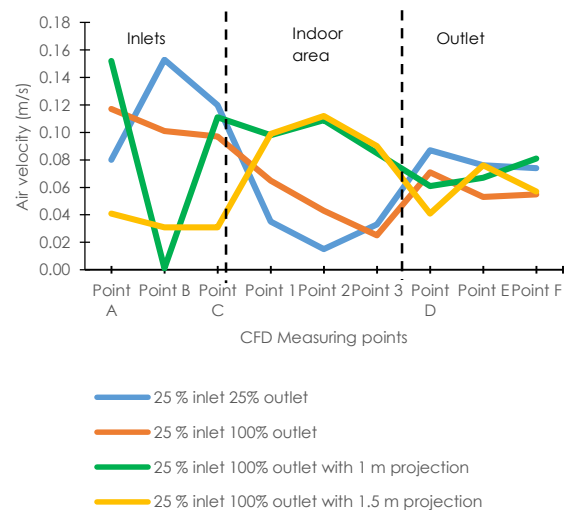 0.18
0.16
0.14
0.12
0.10
0.08
0.06
0.04
0.02
0.00
Air velocity (m/s)
Inlets
Indoor
area
Outlet
Point
A
Point B
Point
C
Point 1
Point 2
Point 3
Point
D
Point E
Point F
CFD Measuring points
25 % inlet 25% outlet
25 % inlet 100% outlet
25 % inlet 100% outlet with 1 m projection
25 % inlet 100% outlet with 1.5 m projection